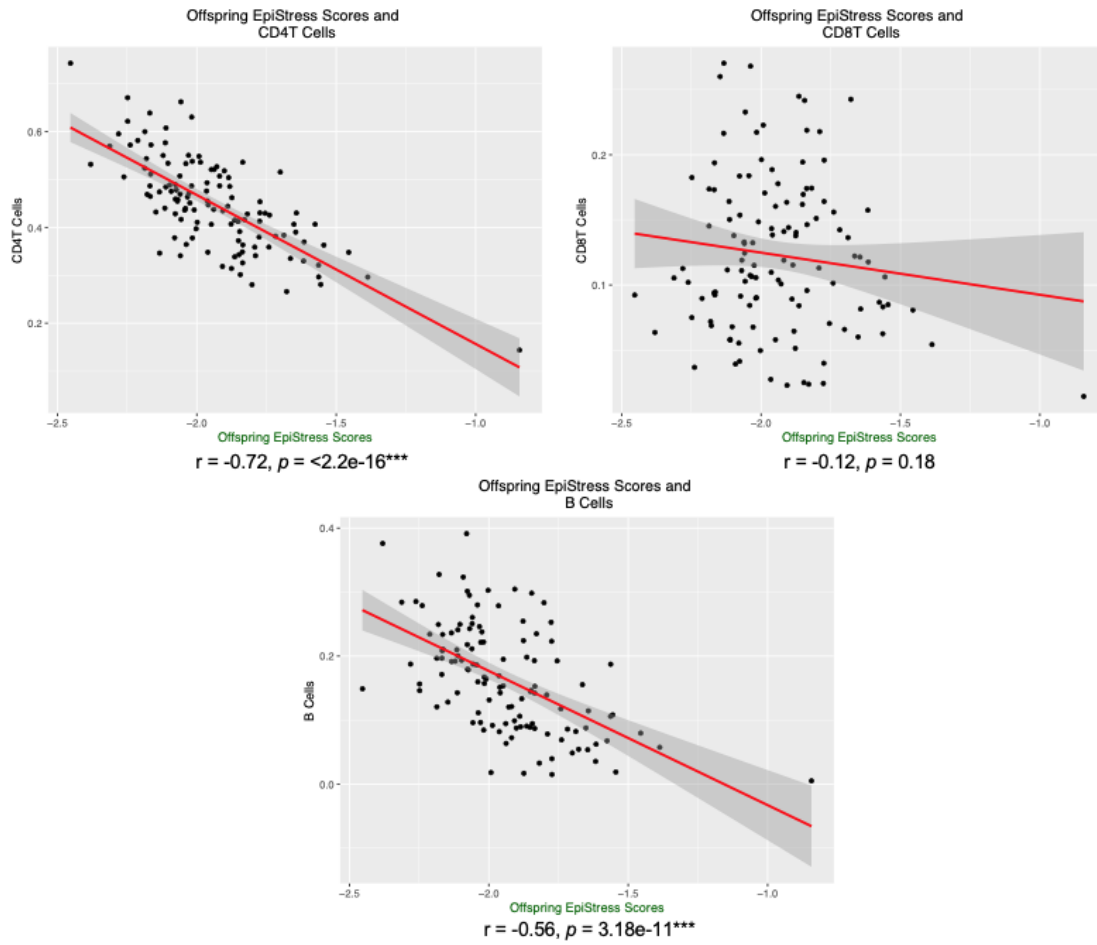 Offspring EpiStress Scores and
CD4T Cells
CD4T Cells
0.6
0.4
0.2
−2.5 −2.0 −1.5 −1.0
Offspring EpiStress Scores
r = -0.72, p = <2.2e-16***
Offspring EpiStress Scores and
CD8T Cells
CD8T Cells
0.2
0.1
−2.5 −2.0 −1.5 −1.0
Offspring EpiStress Scores
r = -0.12, p = 0.18
Offspring EpiStress Scores and
B Cells
B Cells
0.4
0.2
0.0
−2.5 −2.0 −1.5 −1.0
Offspring EpiStress Scores
r = -0.56, p = 3.18e-11***